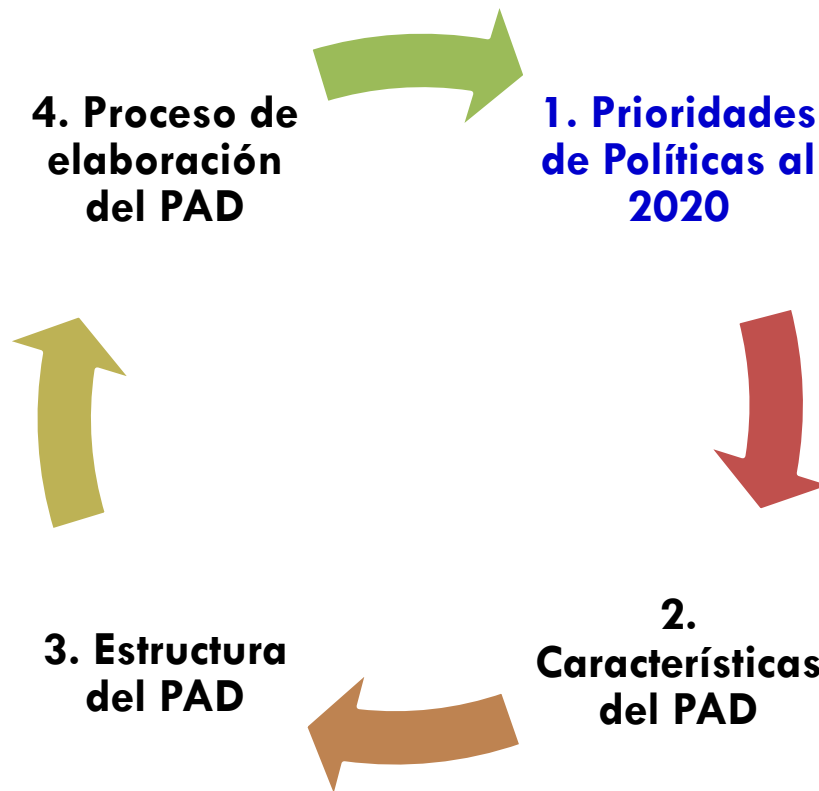 1. Prioridades
de Políticas al
2020
2.
Características
del PAD
3. Estructura
del PAD
4. Proceso de
elaboración
del PAD